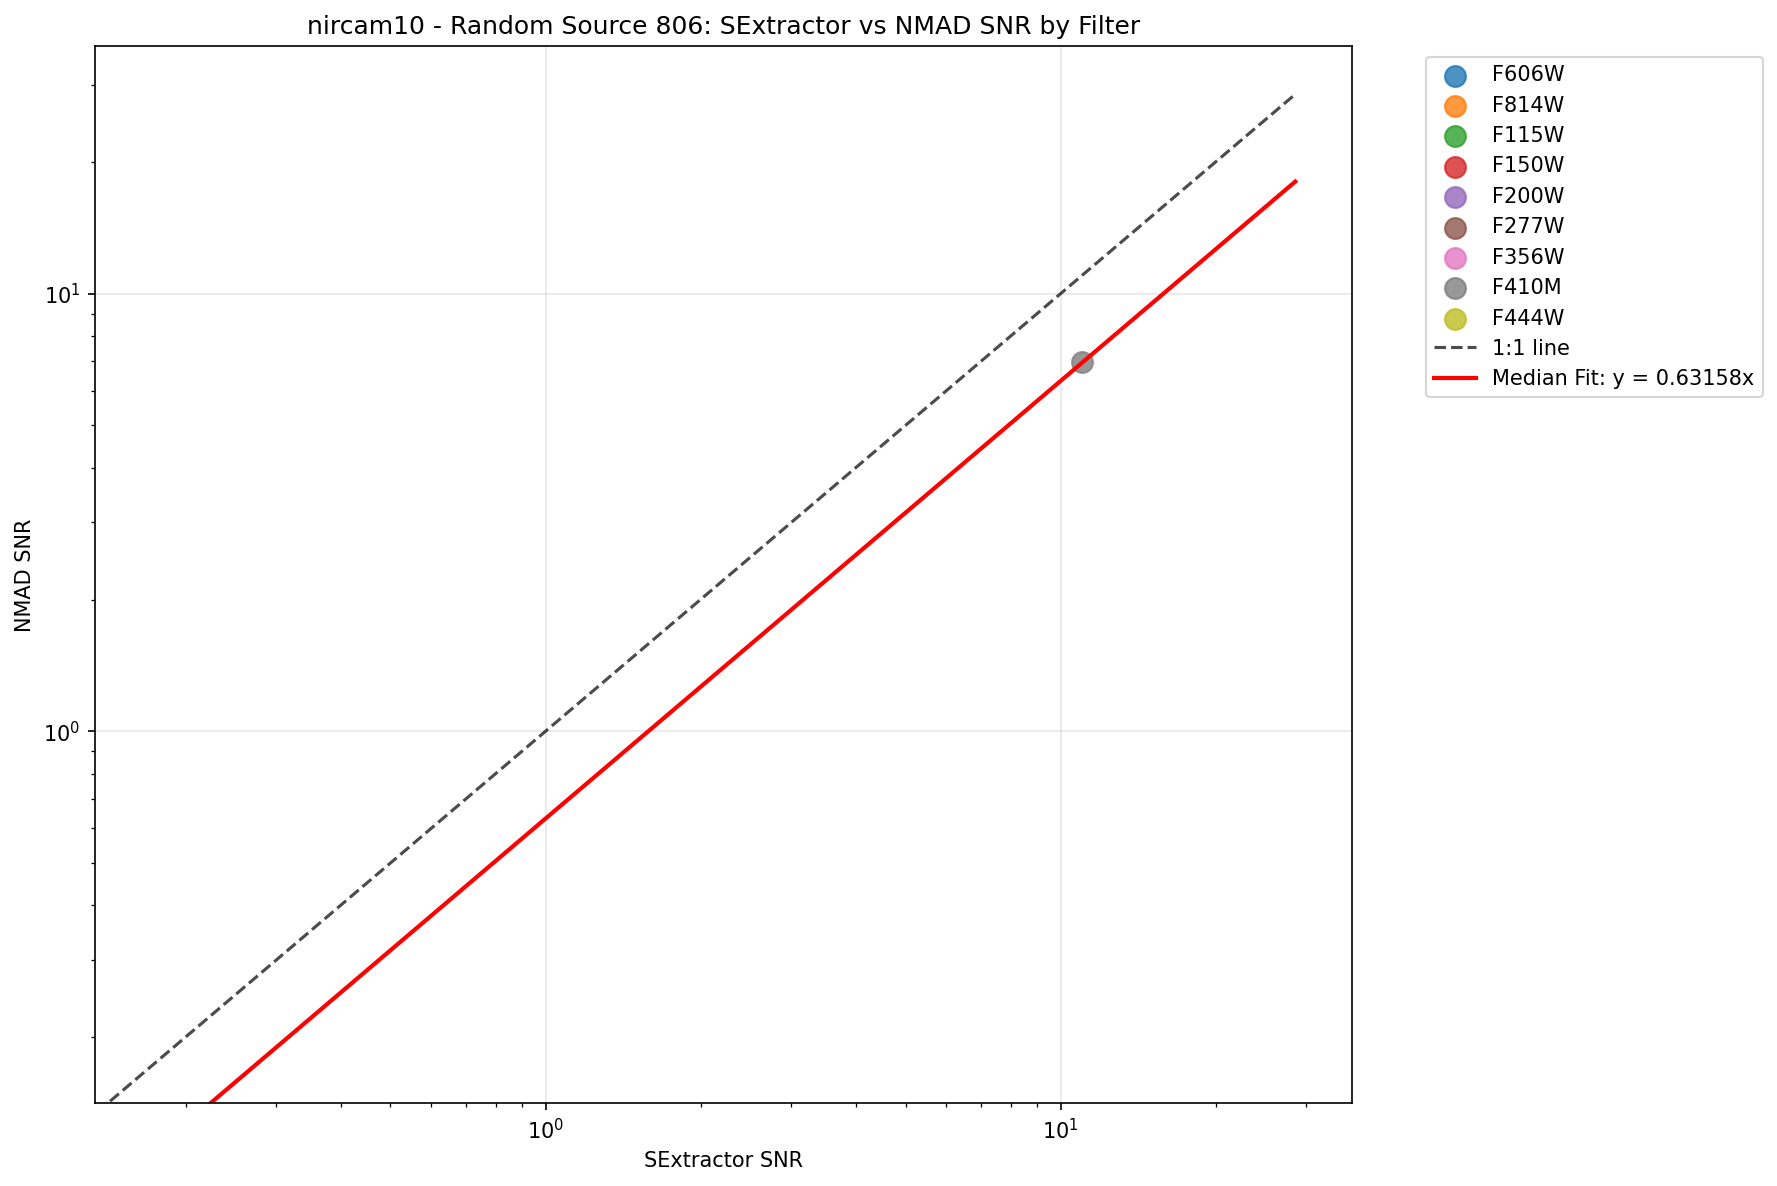 nircam10 - Random Source 806: SExtractor vs NMAD SNR by Filter
F606W
F814W
F115W
F150W
F200W
F277W
F356W
F410M
F444W
1:1 line
Median Fit: y = 0.63158x
NMAD SNR
10¹
10⁰
10⁰
10¹
SExtractor SNR